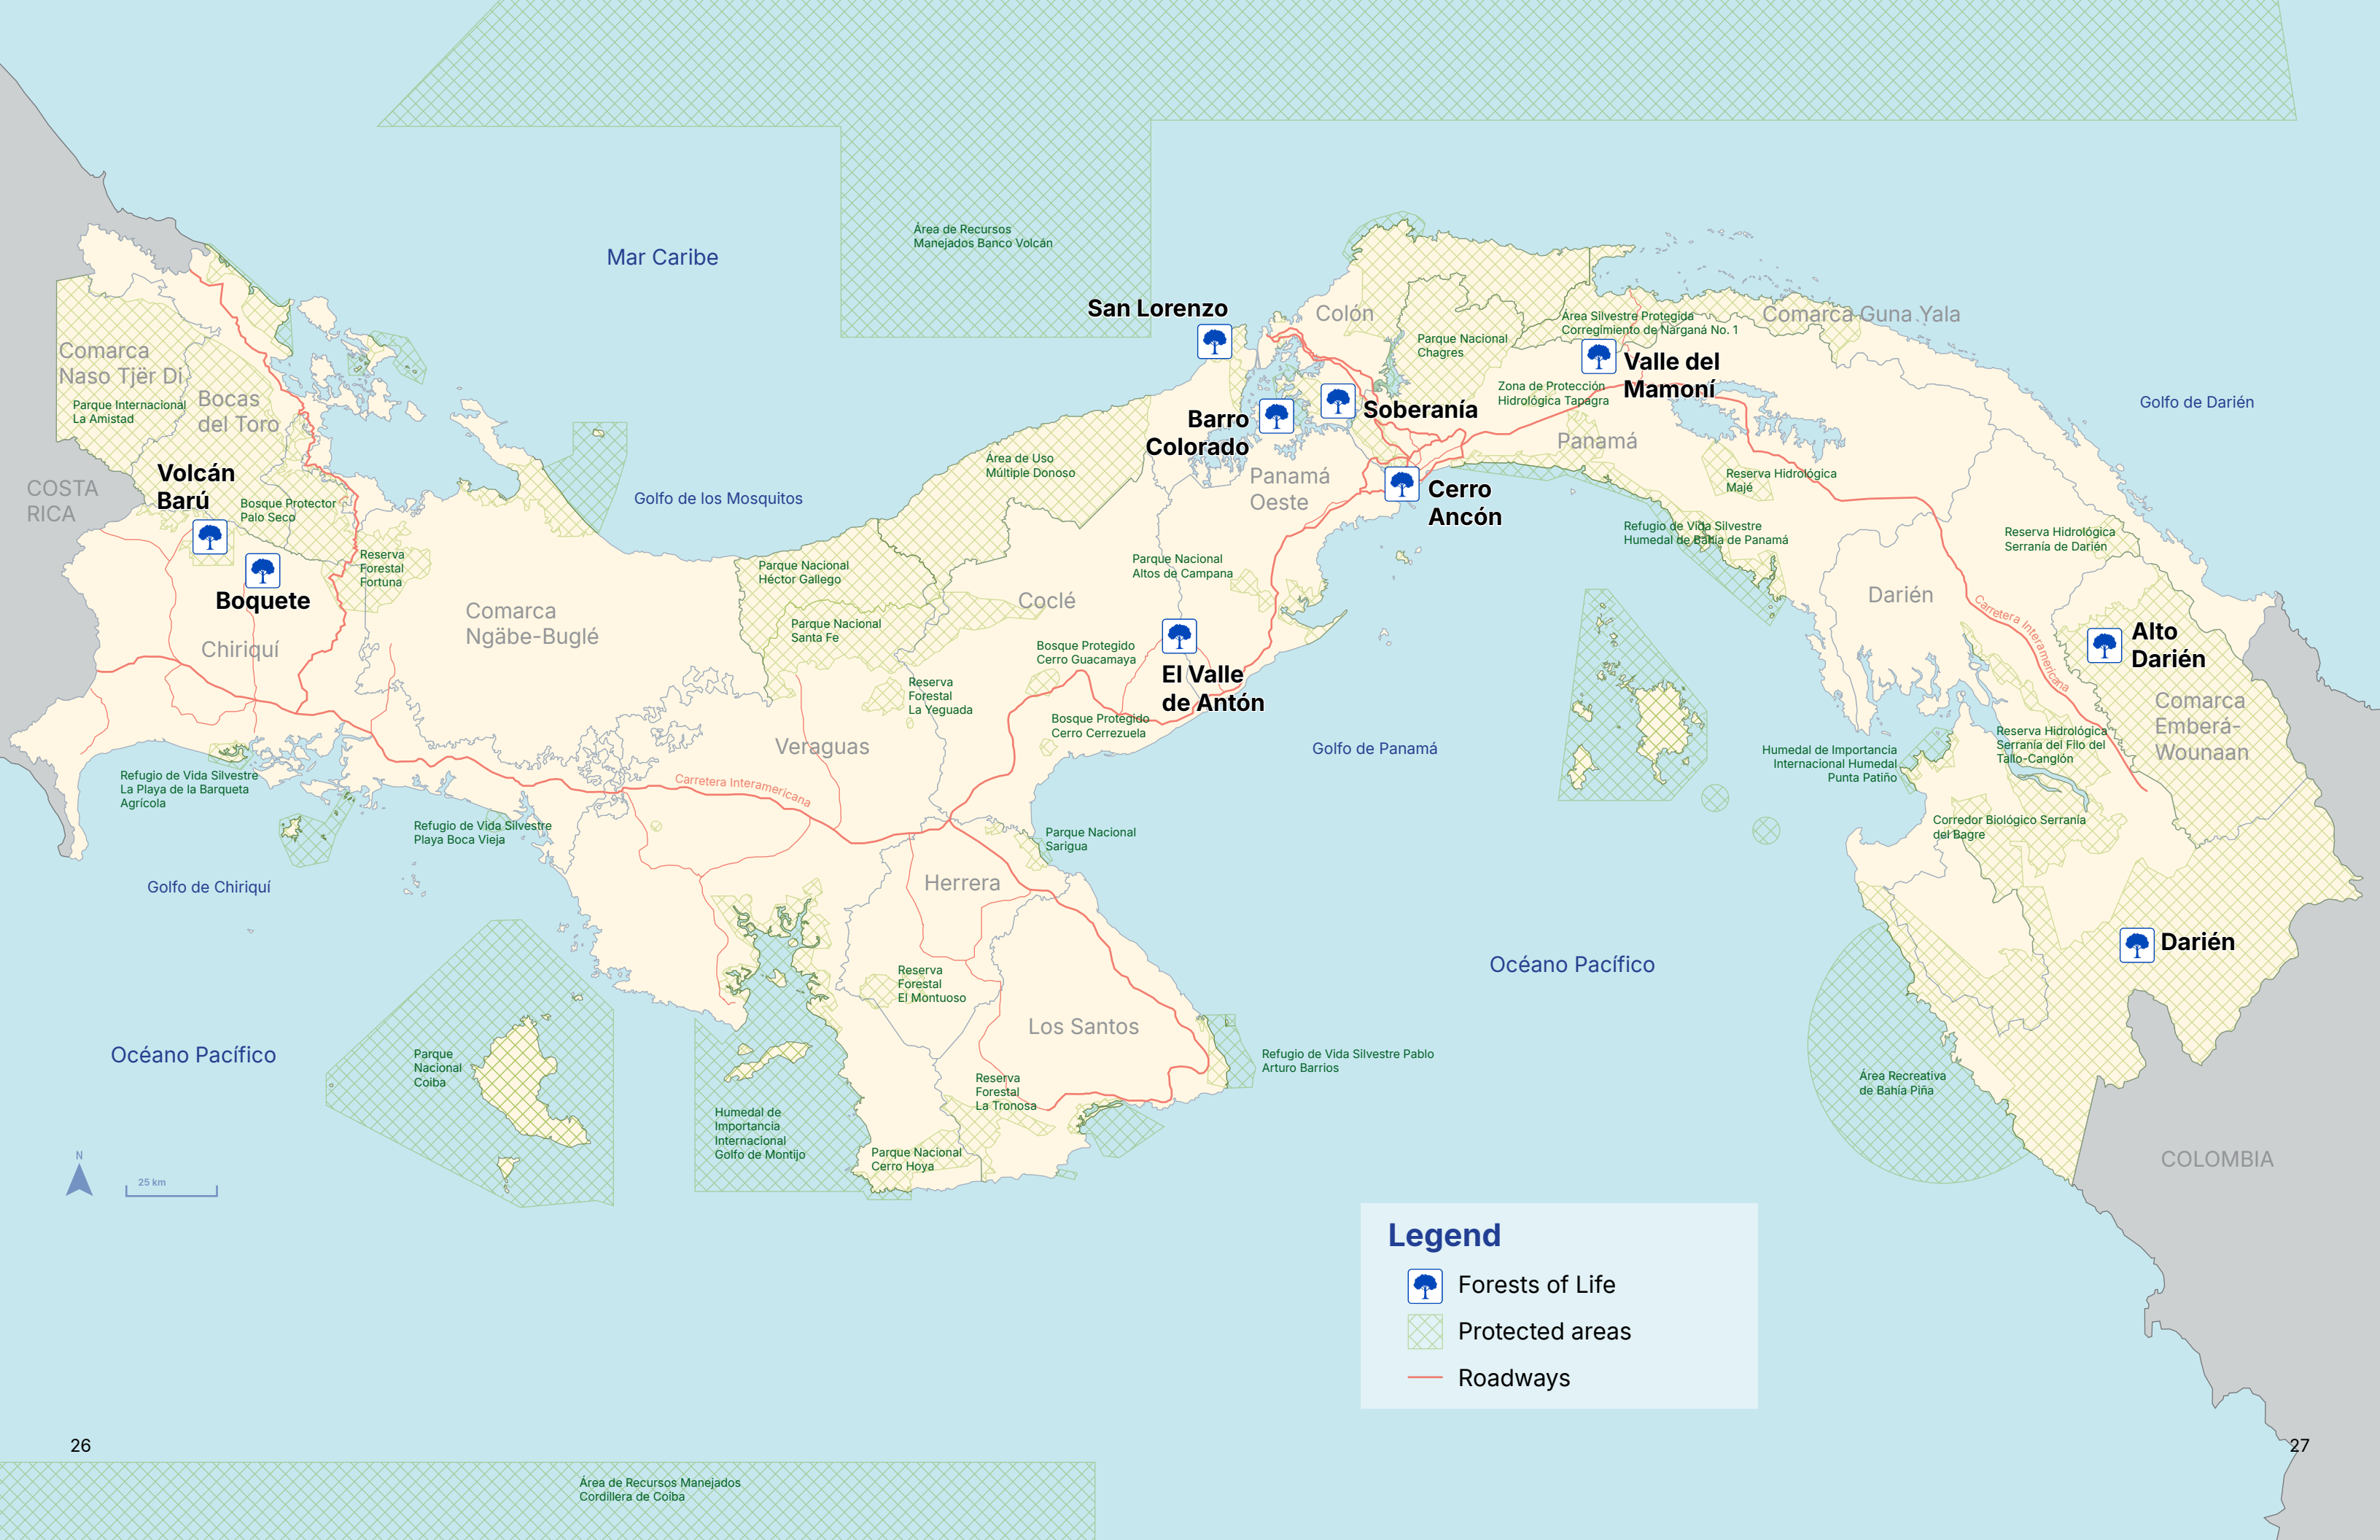 Área de Recursos
Manejados Banco Volcán
Mar Caribe
San Lorenzo
Colón
Área Silvestre Protegida
Corregimiento de Narganá No. 1
Comarca Guna Yala
Parque Nacional
Chagres
Valle del
Mamoní
Zona de Protección
Hidrológica Tapagra
Golfo de Darién
Comarca
Naso Tjër Di
Parque Internacional
La Amistad
Bocas
del Toro
Barro
Colorado
Soberanía
Panamá
Área de Uso
Múltiple Donoso
Panamá
Oeste
Cerro
Ancón
Reserva Hidrológica
Majé
Volcán
Barú
COSTA
RICA
Bosque Protector
Palo Seco
Golfo de los Mosquitos
Refugio de Vida Silvestre
Humedal de Bahía de Panamá
Reserva Hidrológica
Serranía de Darién
Reserva
Forestal
Fortuna
Boquete
Parque Nacional
Héctor Gallego
Parque Nacional
Altos de Campana
Comarca
Ngäbe-Buglé
Coclé
Darién
Carretera Interamericana
Parque Nacional
Santa Fe
Alto
Darién
Chiriquí
Bosque Protegido
Cerro Guacamaya
El Valle
de Antón
Reserva
Forestal
La Yeguada
Comarca
Emberá-
Wounaan
Bosque Protegido
Cerro Cerrezuela
Veraguas
Golfo de Panamá
Humedal de Importancia
Internacional Humedal
Punta Patiño
Reserva Hidrológica
Serranía del Filo del
Tallo-Canglón
Refugio de Vida Silvestre
La Playa de la Barqueta
Agrícola
Carretera Interamericana
Refugio de Vida Silvestre
Playa Boca Vieja
Parque Nacional
Sarigua
Corredor Biológico Serranía
del Bagre
Golfo de Chiriquí
Herrera
Darién
Océano Pacífico
Reserva
Forestal
El Montuoso
Los Santos
Océano Pacífico
Parque
Nacional
Coiba
Refugio de Vida Silvestre Pablo
Arturo Barrios
Reserva
Forestal
La Tronosa
Área Recreativa
de Bahía Piña
Humedal de
Importancia
Internacional
Golfo de Montijo
Parque Nacional
Cerro Hoya
COLOMBIA
N
25 km
Legend
Forests of Life
Protected areas
Roadways
26
27
Área de Recursos Manejados
Cordillera de Coiba